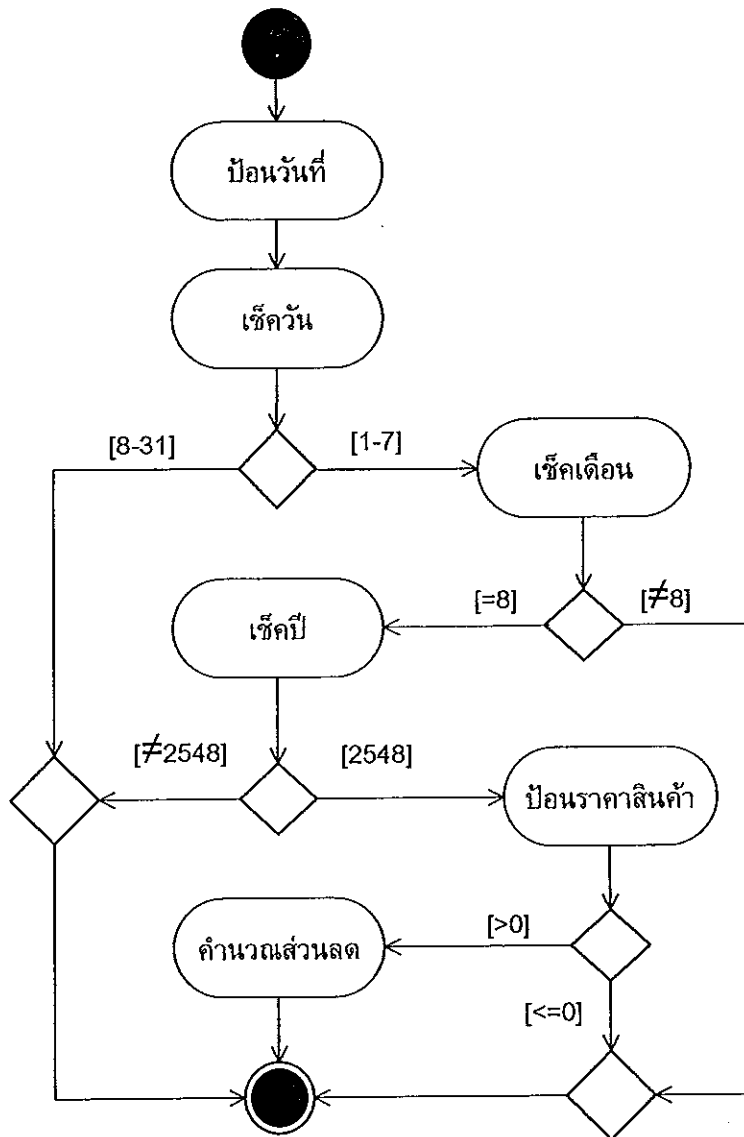 ป้อนวันที่
เช็ควัน
[8-31]
[1-7]
เช็คเดือน
[=8]
[≠8]
เช็คปี
[≠2548]
[2548]
ป้อนราคาสินค้า
[>0]
คำนวณส่วนลด
[<=0]